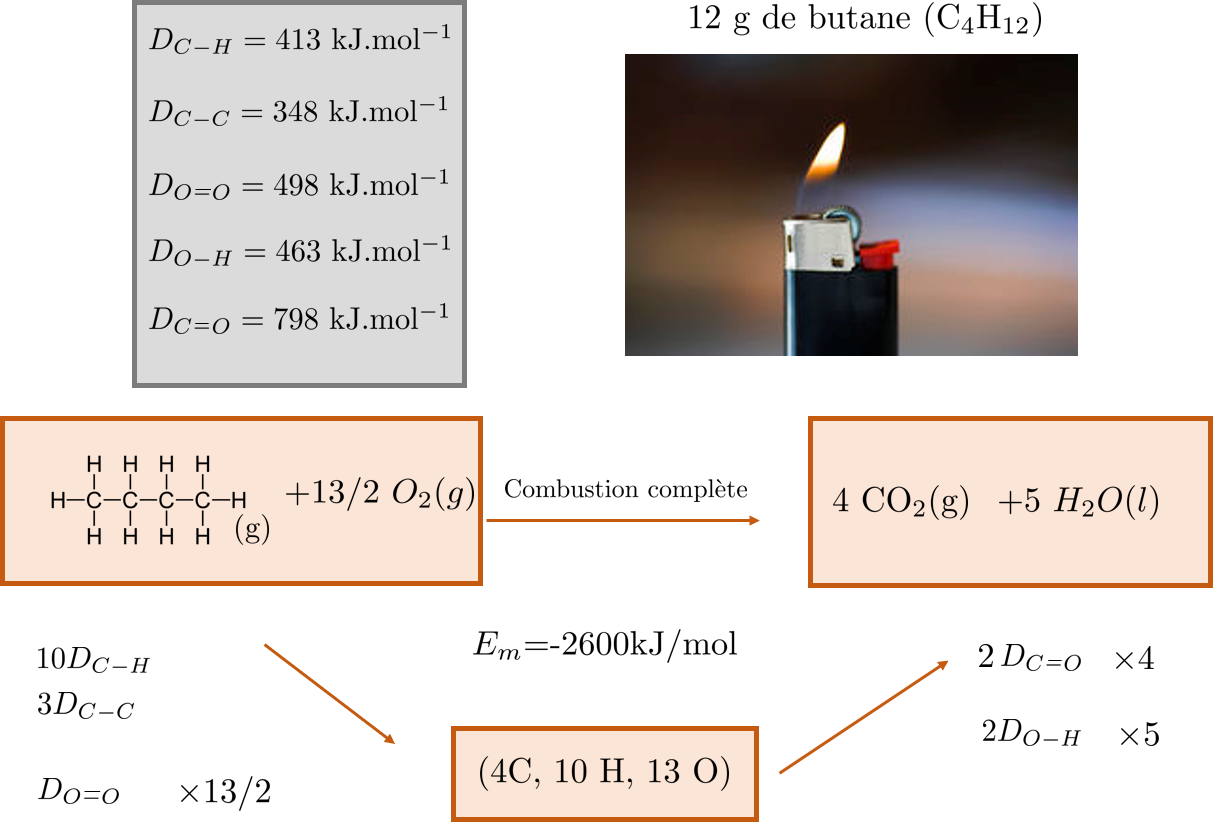 D_{C−H} = 413 kJ.mol^{−1}
D_{C−C} = 348 kJ.mol^{−1}
D_{O=O} = 498 kJ.mol^{−1}
D_{O−H} = 463 kJ.mol^{−1}
D_{C=O} = 798 kJ.mol^{−1}
12 g de butane (C₄H₁₂)
H H H H
H−C−C−C−C−H
H H H H
(g)
+13/2 O₂(g)
Combustion complète
4 CO₂(g) +5 H₂O(l)
E_m=-2600kJ/mol
10D_{C−H}
3D_{C−C}
D_{O=O} ×13/2
(4C, 10 H, 13 O)
2 D_{C=O} ×4
2D_{O−H} ×5